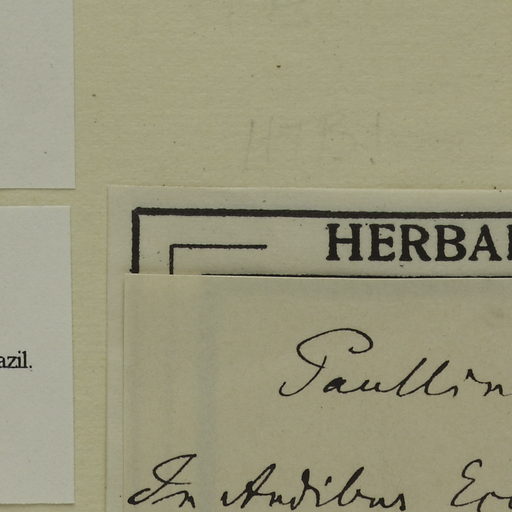 HERBA
azil.
Paullin
In Andibus Ec